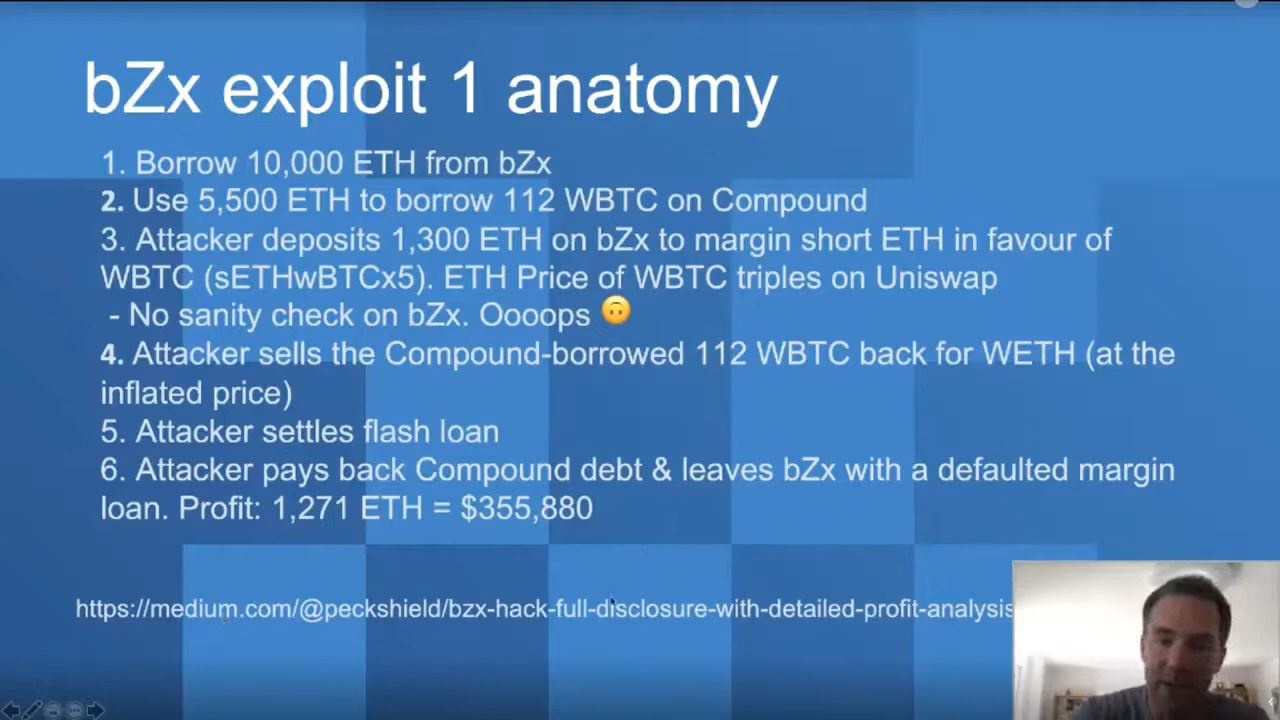 bZx exploit 1 anatomy
1. Borrow 10,000 ETH from bZx
2. Use 5,500 ETH to borrow 112 WBTC on Compound
3. Attacker deposits 1,300 ETH on bZx to margin short ETH in favour of
WBTC (sETHwBTCx5). ETH Price of WBTC triples on Uniswap
- No sanity check on bZx. Oooops 🙃
4. Attacker sells the Compound-borrowed 112 WBTC back for WETH (at the
inflated price)
5. Attacker settles flash loan
6. Attacker pays back Compound debt & leaves bZx with a defaulted margin
loan. Profit: 1,271 ETH = $355,880
https://medium.com/@peckshield/bzx-hack-full-disclosure-with-detailed-profit-analysis